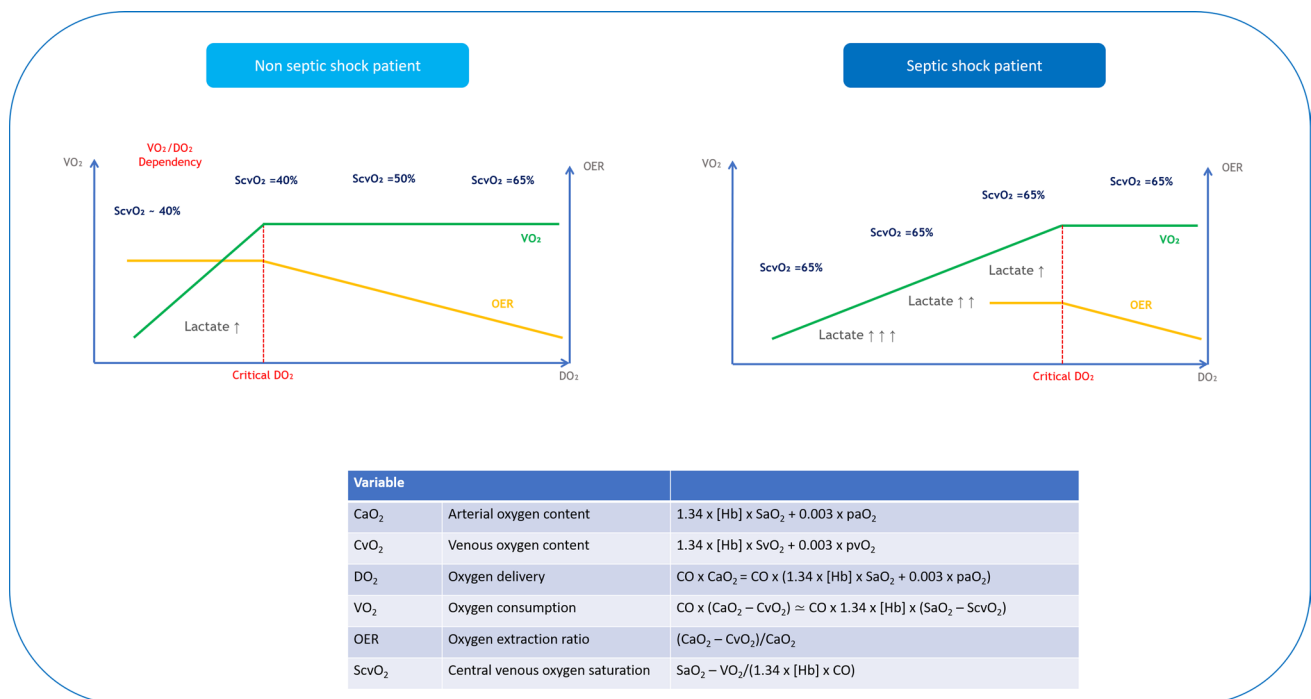 Non septic shock patient
VO₂/DO₂
Dependency
VO₂
OER
ScvO₂ =40%
ScvO₂ =50%
ScvO₂ =65%
ScvO₂ ~ 40%
VO₂
OER
Lactate ↑
Critical DO₂
DO₂
Septic shock patient
VO₂
OER
ScvO₂ =65%
ScvO₂ =65%
ScvO₂ =65%
ScvO₂ =65%
VO₂
Lactate ↑
Lactate ↑ ↑
OER
Lactate ↑ ↑ ↑
Critical DO₂
DO₂
Variable
CaO₂ Arterial oxygen content 1.34 x [Hb] x SaO₂ + 0.003 x paO₂
CvO₂ Venous oxygen content 1.34 x [Hb] x SvO₂ + 0.003 x pvO₂
DO₂ Oxygen delivery CO x CaO₂ = CO x (1.34 x [Hb] x SaO₂ + 0.003 x paO₂)
VO₂ Oxygen consumption CO x (CaO₂ – CvO₂) ≃ CO x 1.34 x [Hb] x (SaO₂ – ScvO₂)
OER Oxygen extraction ratio (CaO₂ – CvO₂)/CaO₂
ScvO₂ Central venous oxygen saturation SaO₂ – VO₂/(1.34 x [Hb] x CO)